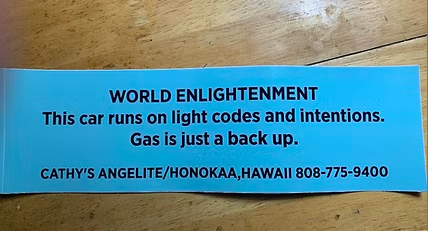 WORLD ENLIGHTENMENT
This car runs on light codes and intentions.
Gas is just a back up.
CATHY'S ANGELITE/HONOKAA,HAWAII 808-775-9400